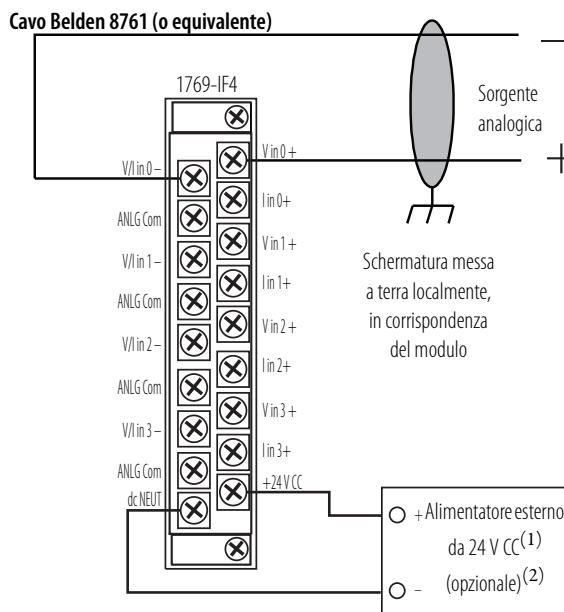 Cavo Belden 8761 (o equivalente)
1769-IF4
Sorgente
analogica
–
+
V/I in 0 –
ANLG Com
V/I in 1 –
ANLG Com
V/I in 2 –
ANLG Com
V/I in 3 –
ANLG Com
dc NEUT
V in 0 +
I in 0+
V in 1 +
I in 1+
V in 2 +
I in 2+
V in 3 +
I in 3+
+24 V CC
Schermatura messa
a terra localmente,
in corrispondenza
del modulo
+ Alimentatore esterno
da 24 V CC(1)
– (opzionale)(2)